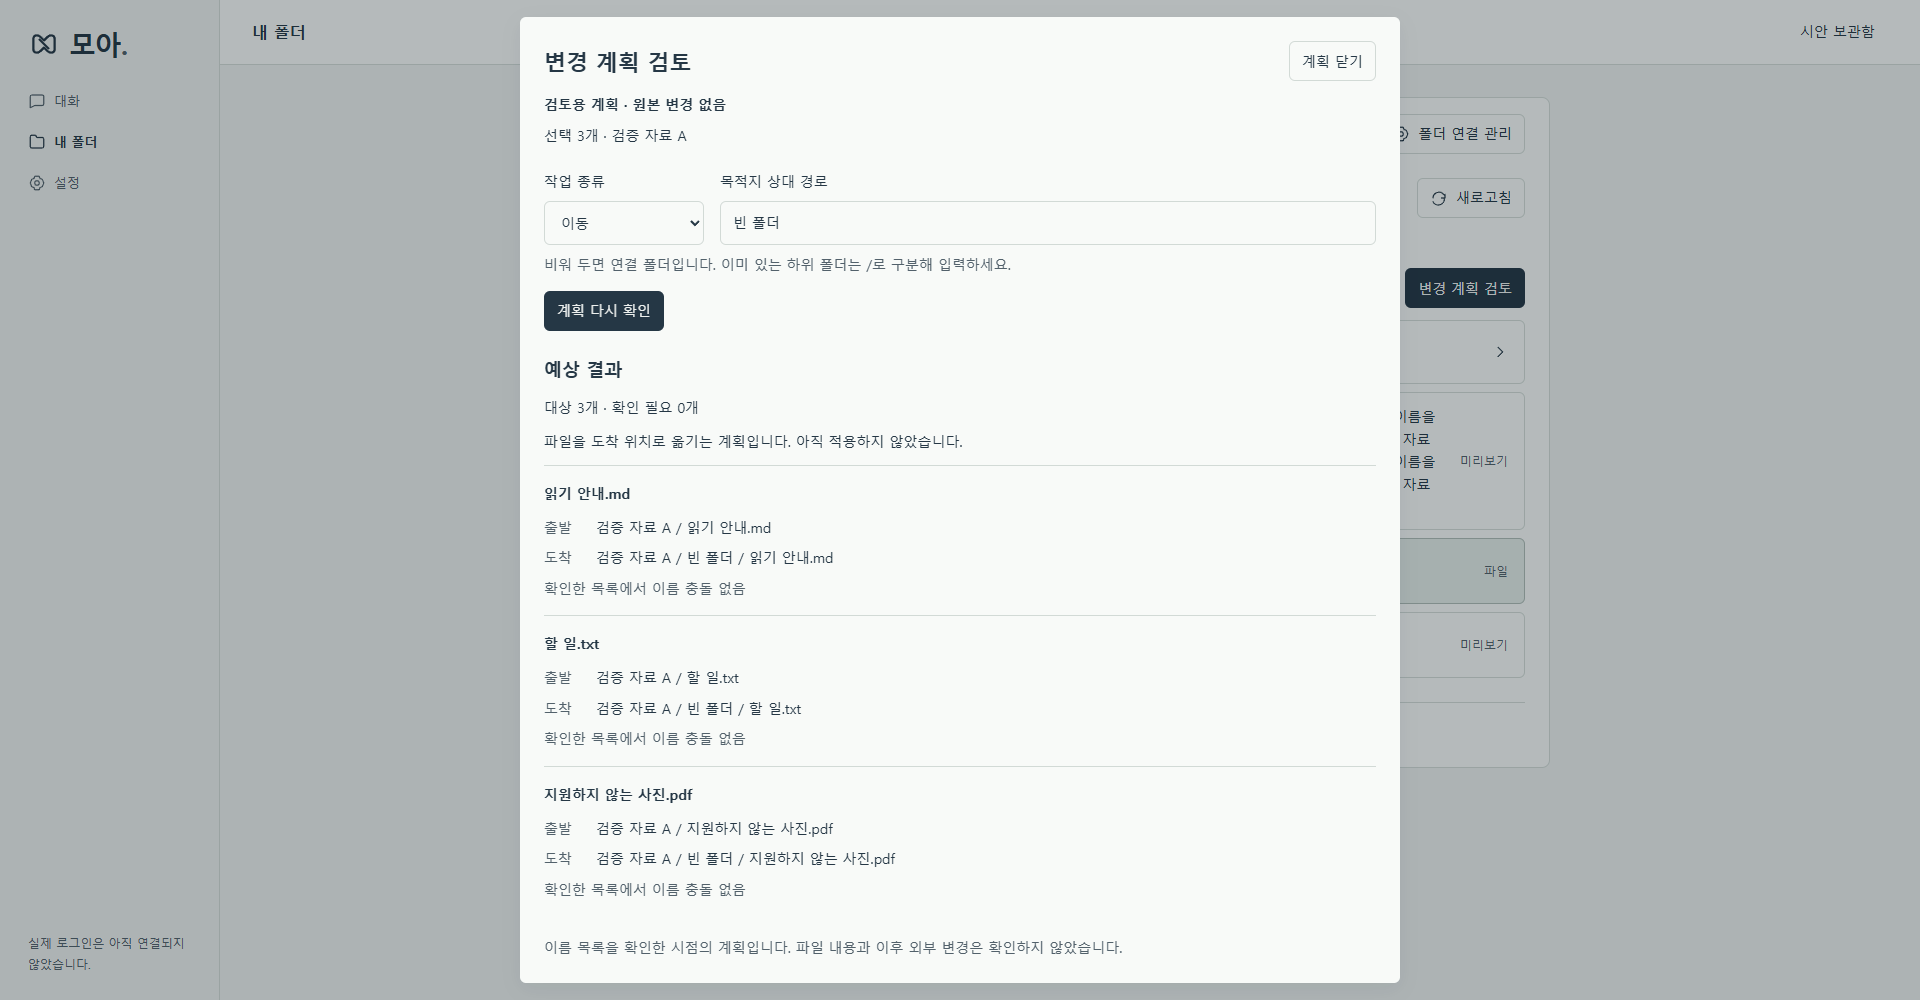 모아.
대화
내 폴더
설정
실제 로그인은 아직 연결되지
않았습니다.
내 폴더
시안 보관함
폴더 연결 관리
새로고침
변경 계획 검토
이름을
자료
이름을
자료
미리보기
파일
미리보기
변경 계획 검토
계획 닫기
검토용 계획 · 원본 변경 없음
선택 3개 · 검증 자료 A
작업 종류
목적지 상대 경로
이동
빈 폴더
비워 두면 연결 폴더입니다. 이미 있는 하위 폴더는 /로 구분해 입력하세요.
계획 다시 확인
예상 결과
대상 3개 · 확인 필요 0개
파일을 도착 위치로 옮기는 계획입니다. 아직 적용하지 않았습니다.
읽기 안내.md
출발 검증 자료 A / 읽기 안내.md
도착 검증 자료 A / 빈 폴더 / 읽기 안내.md
확인한 목록에서 이름 충돌 없음
할 일.txt
출발 검증 자료 A / 할 일.txt
도착 검증 자료 A / 빈 폴더 / 할 일.txt
확인한 목록에서 이름 충돌 없음
지원하지 않는 사진.pdf
출발 검증 자료 A / 지원하지 않는 사진.pdf
도착 검증 자료 A / 빈 폴더 / 지원하지 않는 사진.pdf
확인한 목록에서 이름 충돌 없음
이름 목록을 확인한 시점의 계획입니다. 파일 내용과 이후 외부 변경은 확인하지 않았습니다.